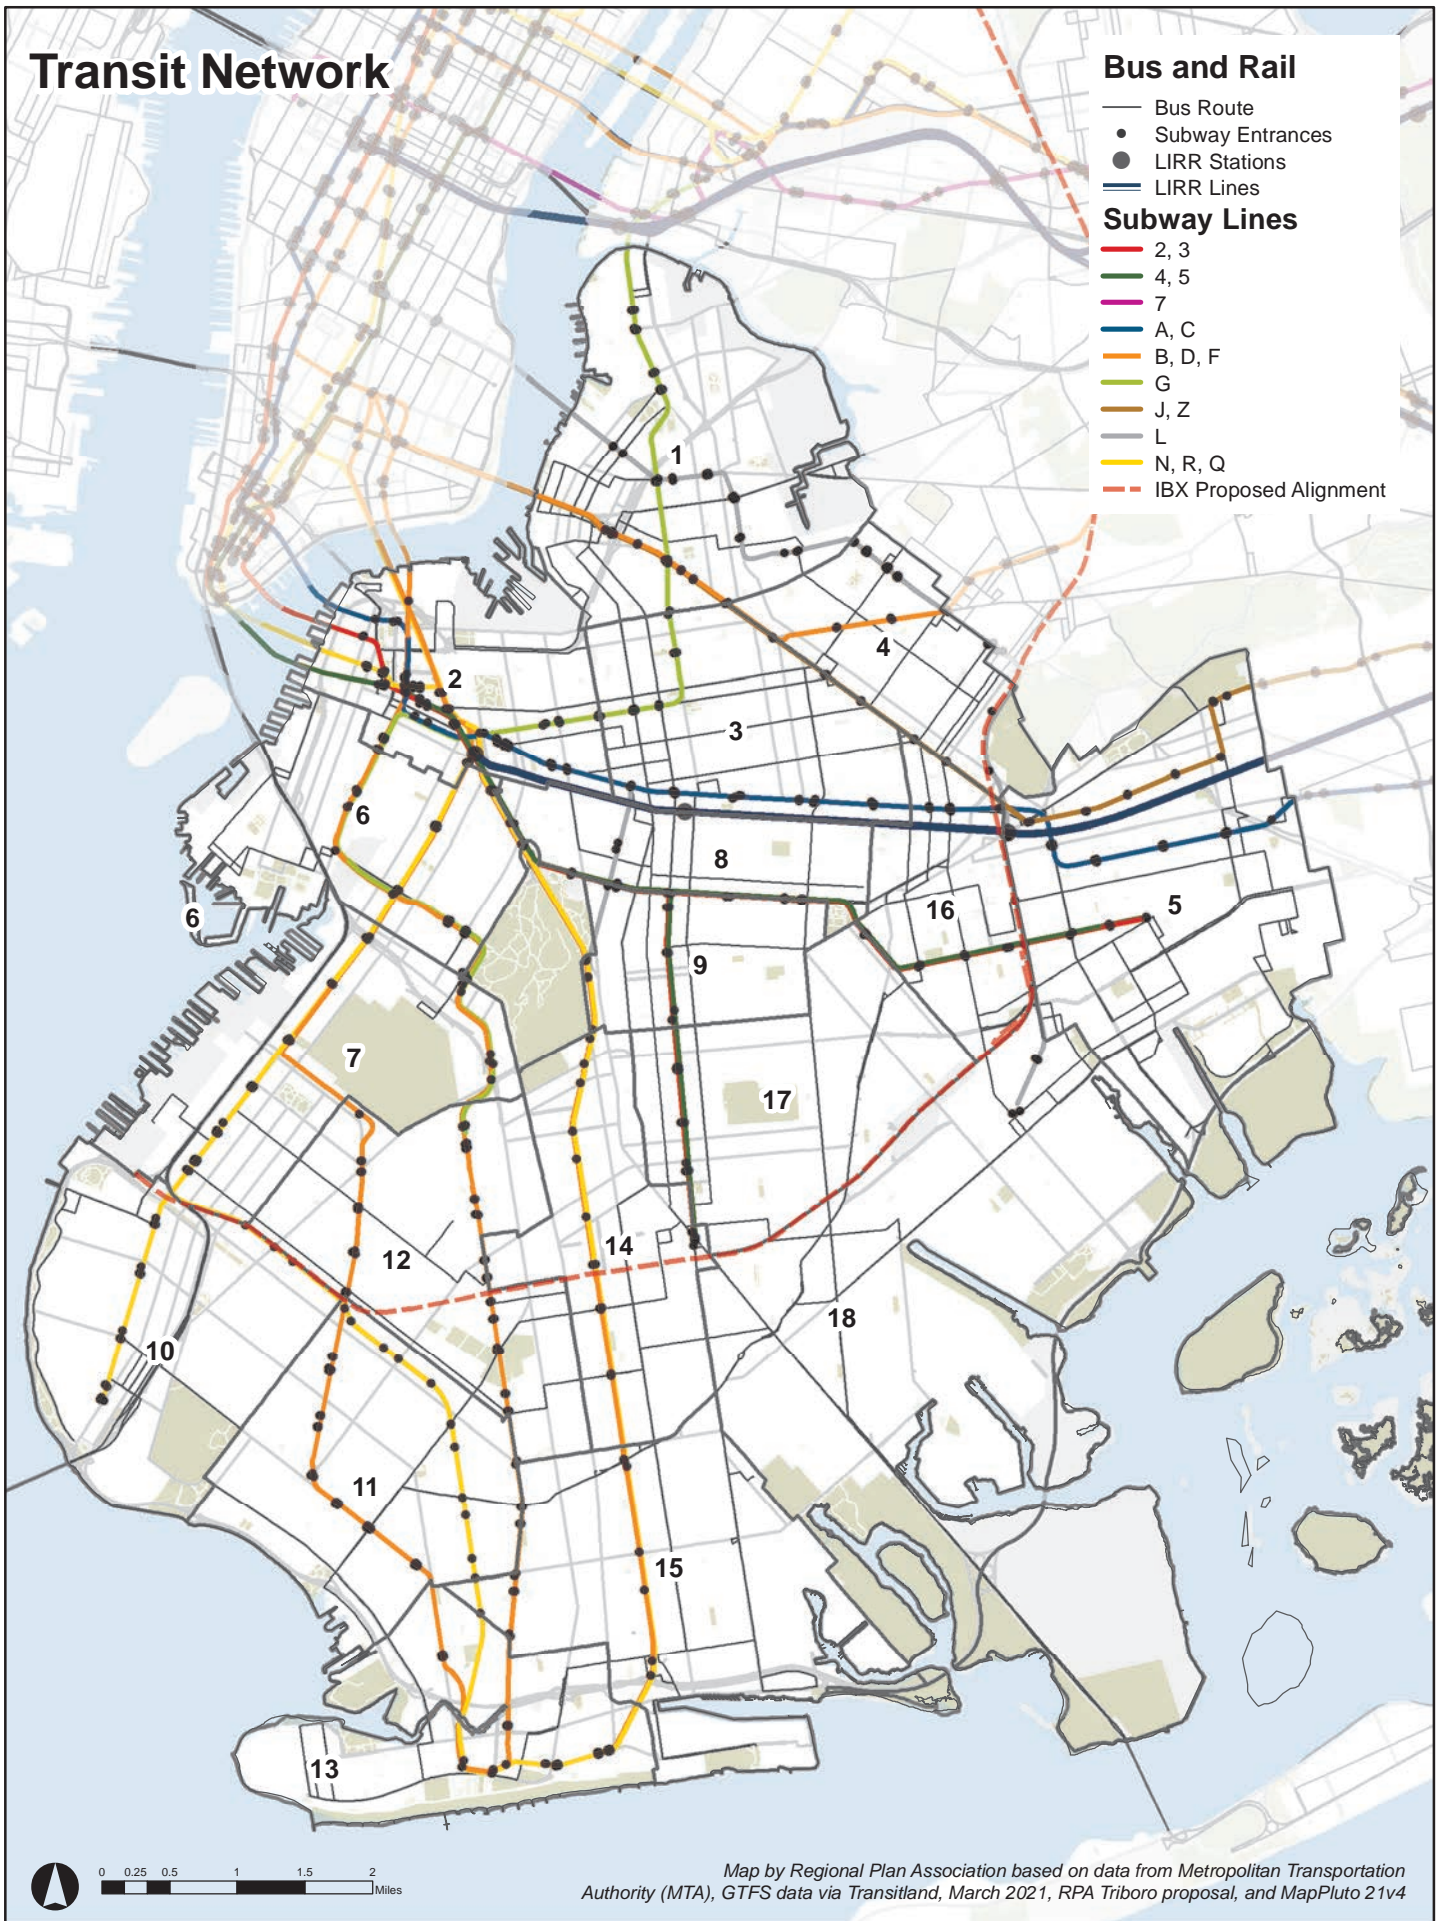 Transit Network
Bus and Rail
Bus Route
Subway Entrances
LIRR Stations
LIRR Lines
Subway Lines
2, 3
4, 5
7
A, C
B, D, F
G
J, Z
L
N, R, Q
IBX Proposed Alignment
1
4
2
3
6
8
16
5
6
9
7
17
14
12
18
10
11
15
13
0 0.25 0.5 1 1.5 2
Miles
Map by Regional Plan Association based on data from Metropolitan Transportation
Authority (MTA), GTFS data via Transitland, March 2021, RPA Triboro proposal, and MapPluto 21v4